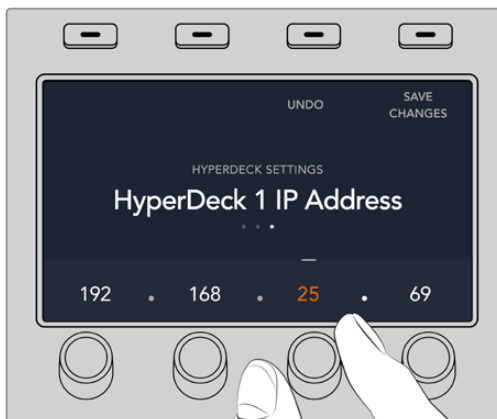 UNDO
SAVE
CHANGES
HYPERDECK SETTINGS
HyperDeck 1 IP Address
192 . 168 . 25 . 69